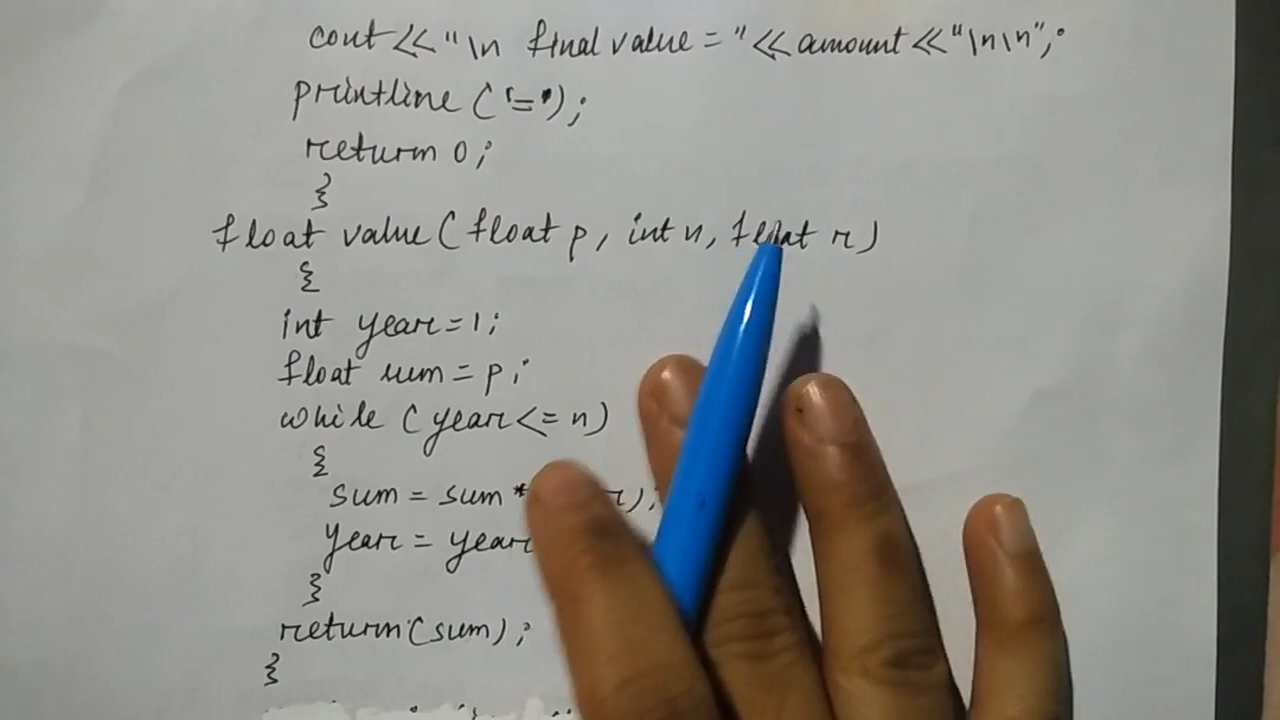 cout<<"\n final value = "<<amount<<"\n\n";
printline ('=');
return 0;
}
float value (float p, int n, float r)
{
int year=1;
float sum = p;
while (year<= n)
{
sum = sum * r);
year = year
}
return (sum);
}